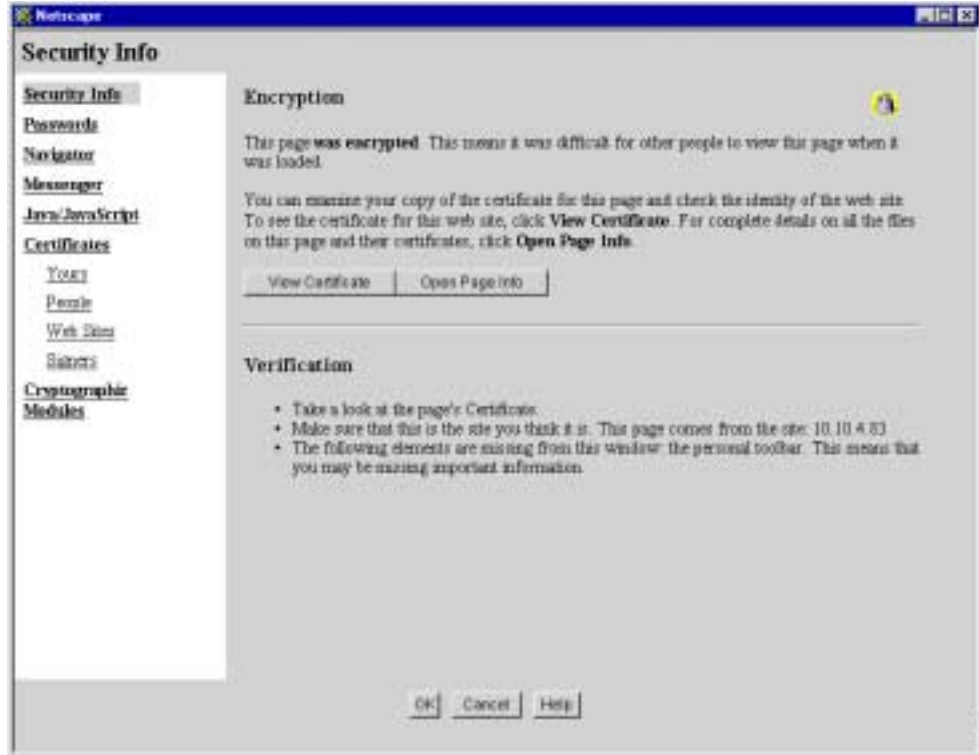 Netscape
Security Info
Security Info
Passwords
Navigator
Messenger
Java/JavaScript
Certificates
Yours
People
Web Sites
Signers
Cryptographic
Modules
Encryption
This page was encrypted. This means it was difficult for other people to view this page when it
was loaded.
You can examine your copy of the certificate for this page and check the identity of the web site.
To see the certificate for this web site, click View Certificate. For complete details on all the files
on this page and their certificates, click Open Page Info.
View Certificate
Open Page Info
Verification
• Take a look at the page's Certificate.
• Make sure that this is the site you think it is. This page comes from the site: 10.10.4.83
• The following elements are missing from this window: the personal toolbar. This means that
you may be missing important information.
OK
Cancel
Help